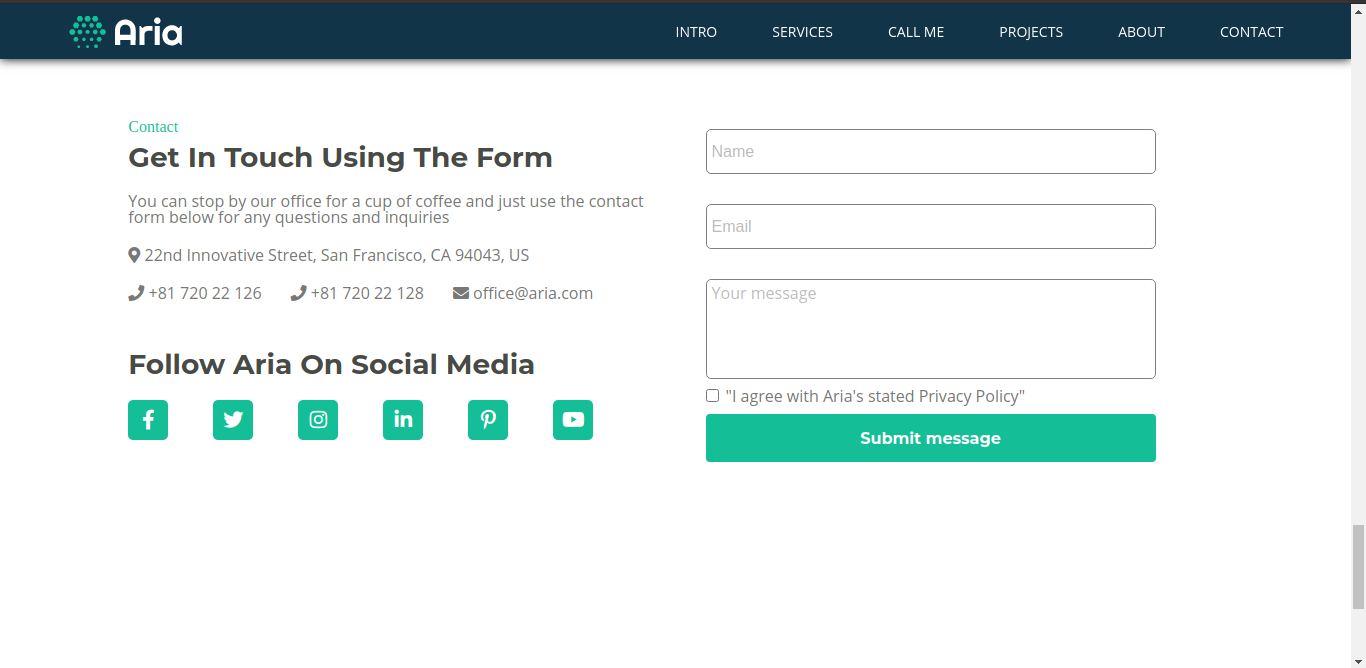 Aria
INTRO SERVICES CALL ME PROJECTS ABOUT CONTACT
Contact
Get In Touch Using The Form
You can stop by our office for a cup of coffee and just use the contact
form below for any questions and inquiries
22nd Innovative Street, San Francisco, CA 94043, US
+81 720 22 126 +81 720 22 128 office@aria.com
Follow Aria On Social Media
Name
Email
Your message
"I agree with Aria's stated Privacy Policy"
Submit message